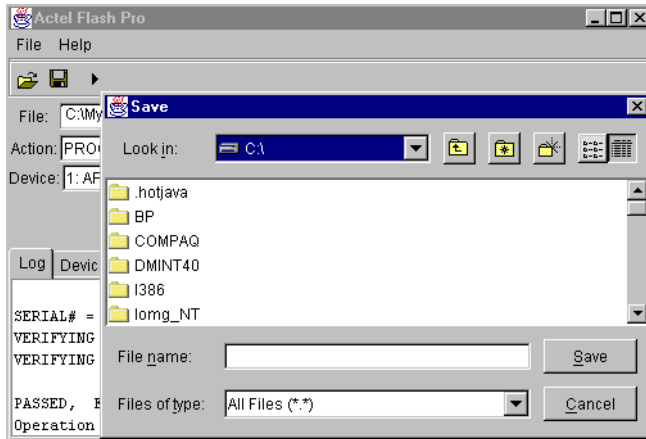 Actel Flash Pro
File Help
File: C:\My
Save
Action: PRO
Look in: C:\
Device: 1: AF
.hotjava
BP
COMPAQ
DMINT40
I386
Iomg_NT
Log Devic
SERIAL# =
VERIFYING
VERIFYING
File name: Save
PASSED,
Files of type: All Files (*.*) Cancel
Operation